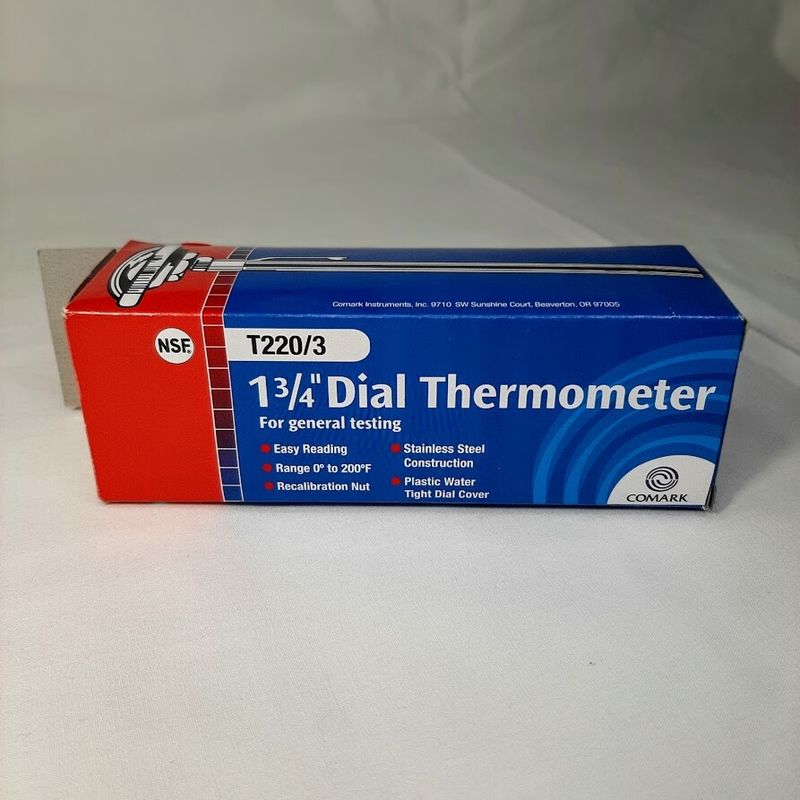 Comark Instruments, Inc. 9710 SW Sunshine Court, Beaverton, OR 97005
NSF®
T220/3
1 3/4" Dial Thermometer
For general testing
Easy Reading
Range 0° to 200°F
Recalibration Nut
Stainless Steel
Construction
Plastic Water
Tight Dial Cover
COMARK